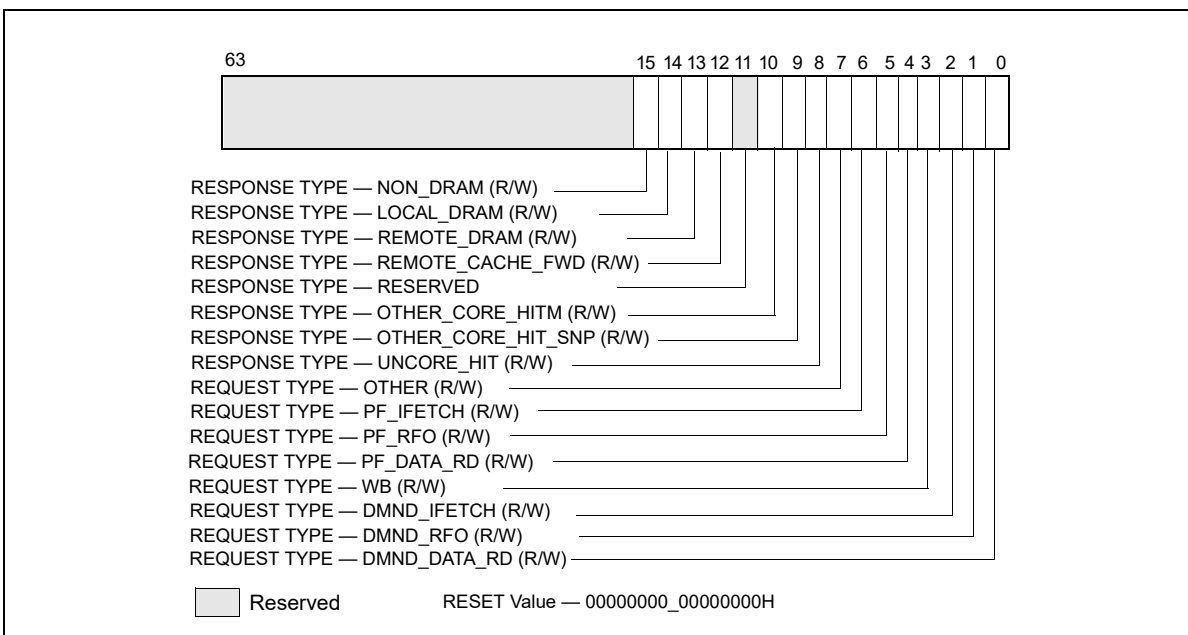 63 15 14 13 12 11 10 9 8 7 6 5 4 3 2 1 0
RESPONSE TYPE — NON_DRAM (R/W)
RESPONSE TYPE — LOCAL_DRAM (R/W)
RESPONSE TYPE — REMOTE_DRAM (R/W)
RESPONSE TYPE — REMOTE_CACHE_FWD (R/W)
RESPONSE TYPE — RESERVED
RESPONSE TYPE — OTHER_CORE_HITM (R/W)
RESPONSE TYPE — OTHER_CORE_HIT_SNP (R/W)
RESPONSE TYPE — UNCORE_HIT (R/W)
REQUEST TYPE — OTHER (R/W)
REQUEST TYPE — PF_IFETCH (R/W)
REQUEST TYPE — PF_RFO (R/W)
REQUEST TYPE — PF_DATA_RD (R/W)
REQUEST TYPE — WB (R/W)
REQUEST TYPE — DMND_IFETCH (R/W)
REQUEST TYPE — DMND_RFO (R/W)
REQUEST TYPE — DMND_DATA_RD (R/W)
Reserved RESET Value — 00000000_00000000H